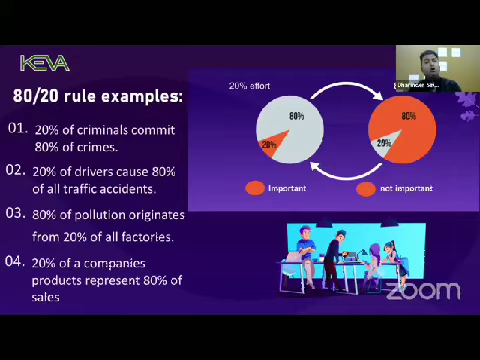 KEVA
80/20 rule examples:
01. 20% of criminals commit
80% of crimes.
02. 20% of drivers cause 80%
of all traffic accidents.
03. 80% of pollution originates
from 20% of all factories.
04. 20% of a companies
products represent 80% of
sales
20% effort
80%
20%
80%
20%
Important
not important
zoom